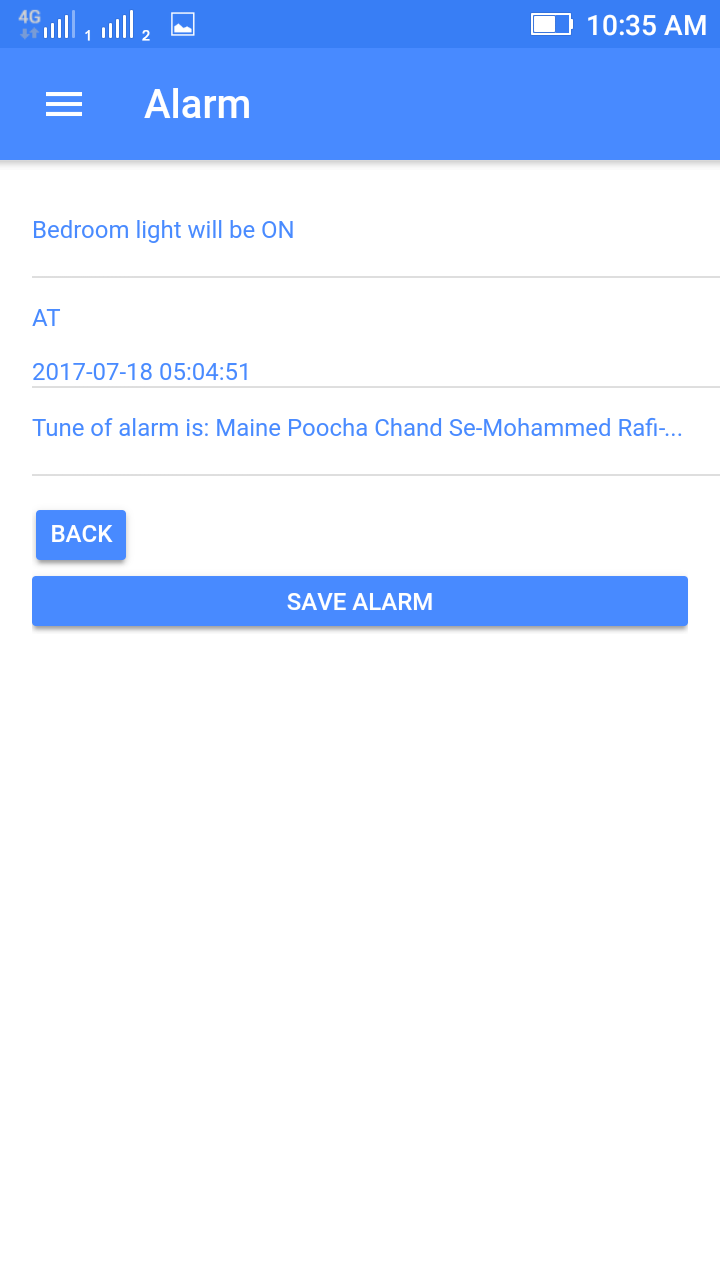 4G 1 2 10:35 AM
Alarm
Bedroom light will be ON
AT
2017-07-18 05:04:51
Tune of alarm is: Maine Poocha Chand Se-Mohammed Rafi-...
BACK
SAVE ALARM